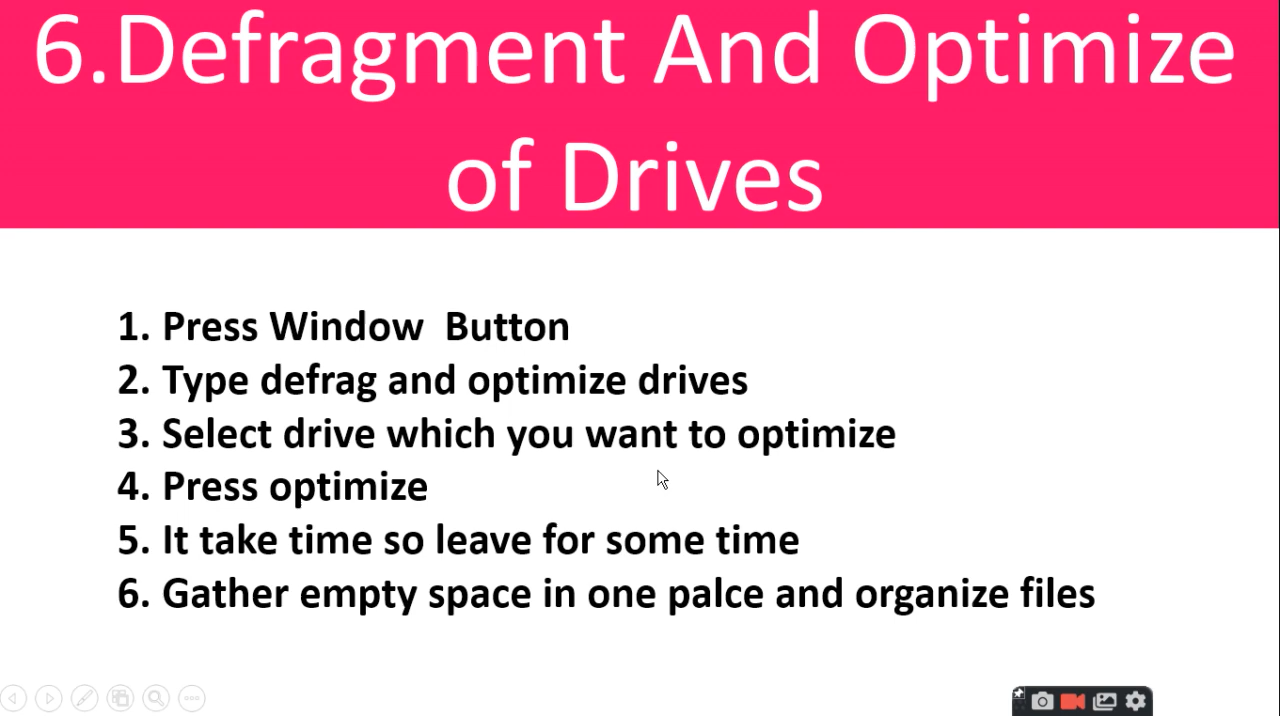 6.Defragment And Optimize
of Drives
1. Press Window  Button
2. Type defrag and optimize drives
3. Select drive which you want to optimize
4. Press optimize
5. It take time so leave for some time
6. Gather empty space in one palce and organize files